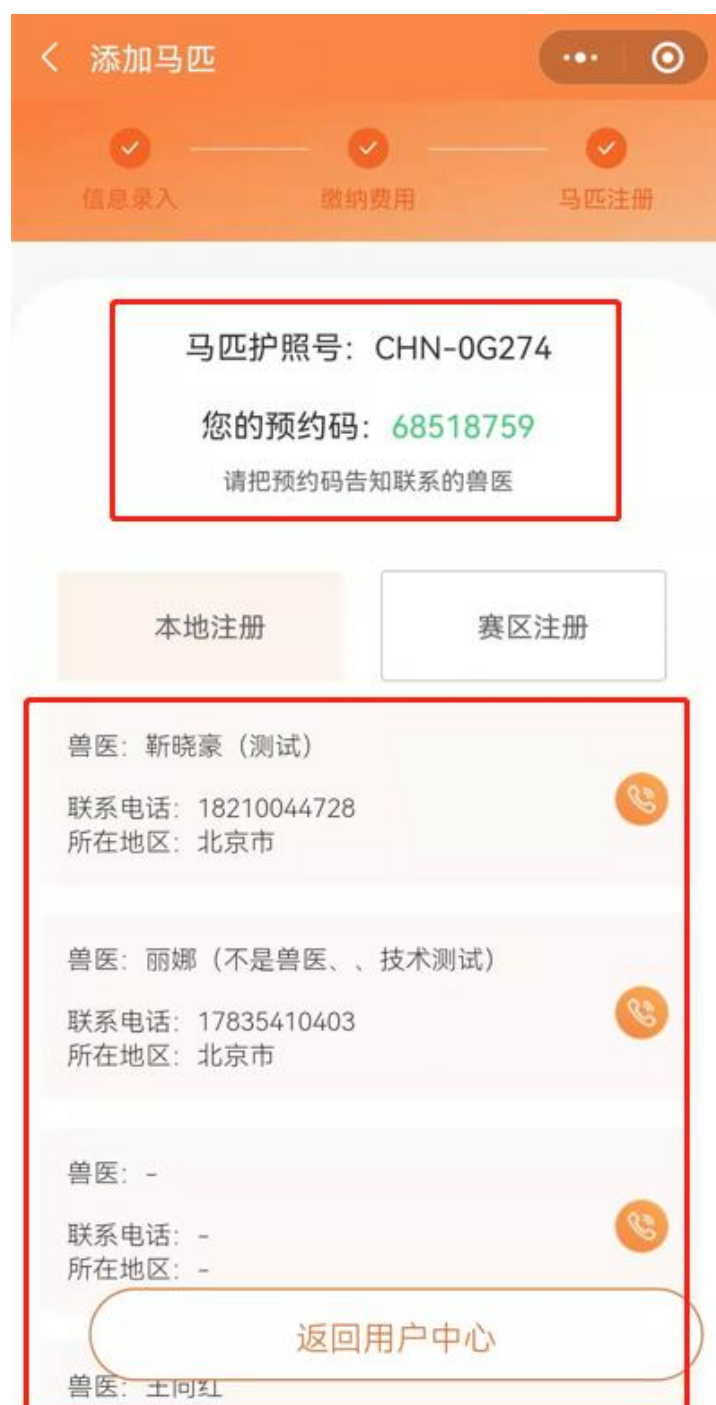 添加马匹
信息录入 缴纳费用 马匹注册
马匹护照号： CHN-0G274
您的预约码：68518759
请把预约码告知联系的兽医
本地注册 赛区注册
兽医：靳晓豪（测试）
联系电话：18210044728
所在地区：北京市
兽医：丽娜（不是兽医、、技术测试）
联系电话：17835410403
所在地区：北京市
兽医：-
联系电话：-
所在地区：-
返回用户中心
兽医：